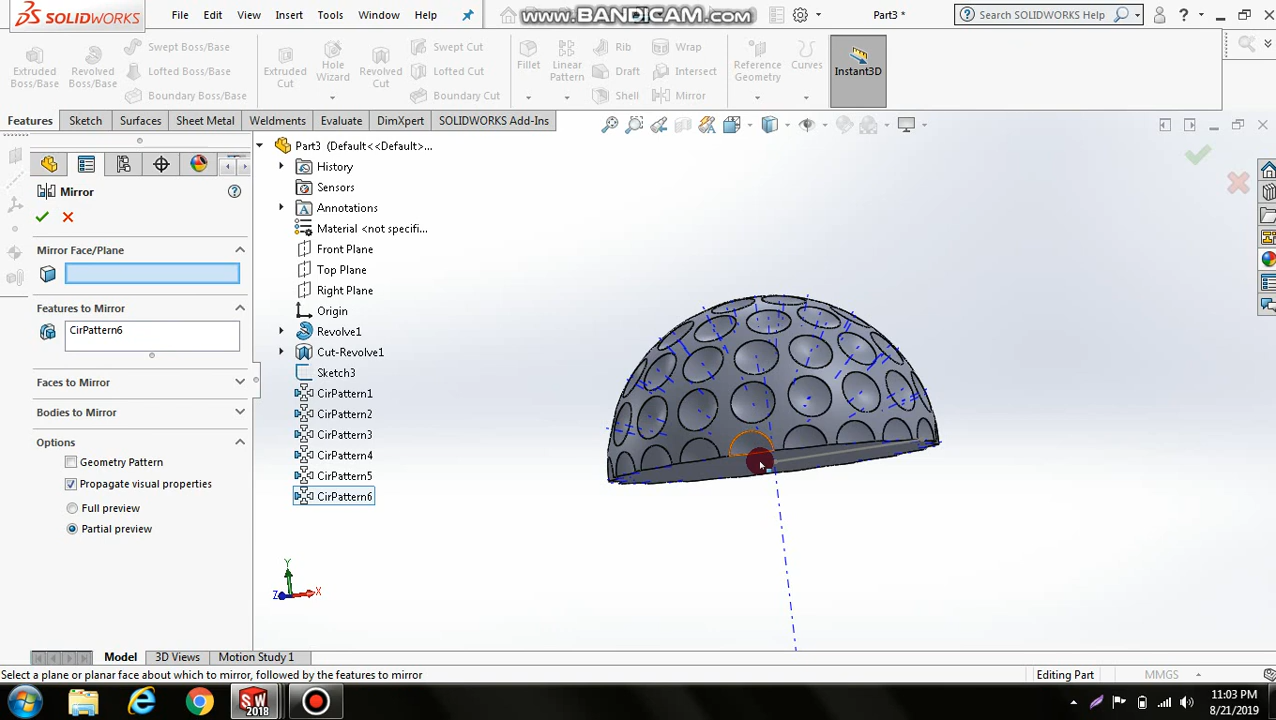 SOLIDWORKS
File Edit View Insert Tools Window Help
www.BANDICAM.com
Part3 *
Search SOLIDWORKS Help
Extruded Boss/Base
Revolved Boss/Base
Swept Boss/Base
Lofted Boss/Base
Boundary Boss/Base
Extruded Cut
Hole Wizard
Revolved Cut
Swept Cut
Lofted Cut
Boundary Cut
Fillet
Linear Pattern
Rib
Draft
Shell
Wrap
Intersect
Mirror
Reference Geometry
Curves
Instant3D
Features Sketch Surfaces Sheet Metal Weldments Evaluate DimXpert SOLIDWORKS Add-Ins
Mirror
Mirror Face/Plane
Features to Mirror
CirPattern6
Faces to Mirror
Bodies to Mirror
Options
Geometry Pattern
Propagate visual properties
Full preview
Partial preview
Part3 (Default<<Default>...
History
Sensors
Annotations
Material <not specifi...
Front Plane
Top Plane
Right Plane
Origin
Revolve1
Cut-Revolve1
Sketch3
CirPattern1
CirPattern2
CirPattern3
CirPattern4
CirPattern5
CirPattern6
Y
Z X
Model 3D Views Motion Study 1
Select a plane or planar face about which to mirror, followed by the features to mirror
Editing Part
MMGS
SW
2018
11:03 PM
8/21/2019